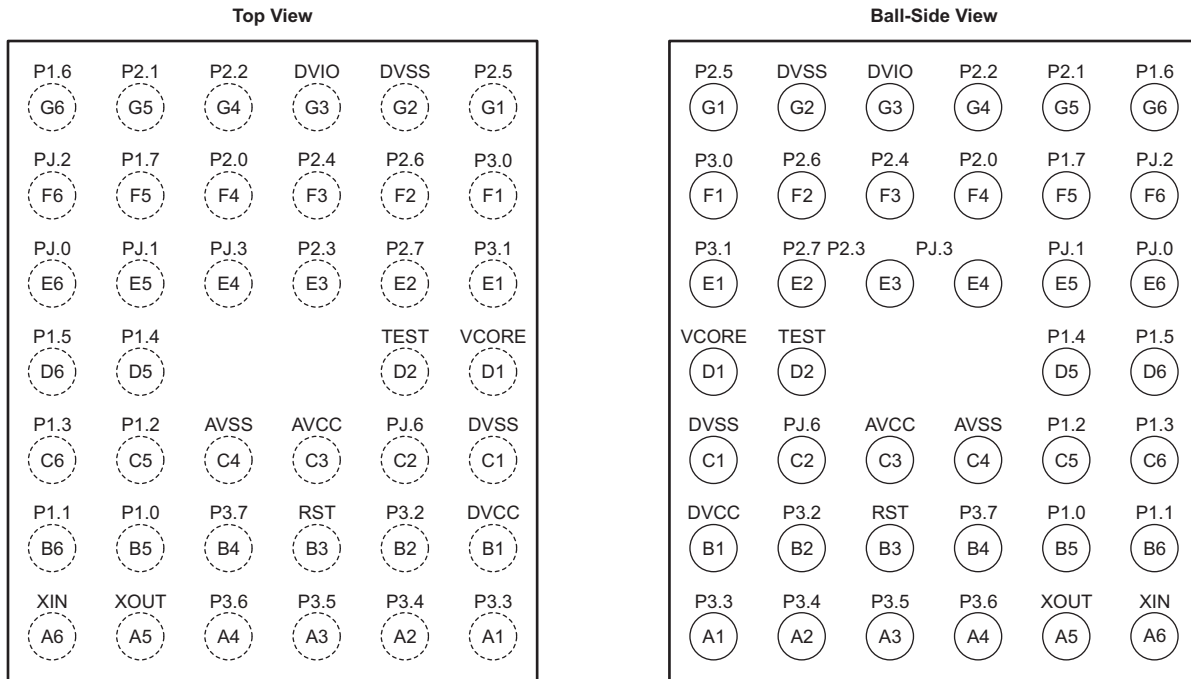 Top View
P1.6 P2.1 P2.2 DVIO DVSS P2.5
G6 G5 G4 G3 G2 G1
PJ.2 P1.7 P2.0 P2.4 P2.6 P3.0
F6 F5 F4 F3 F2 F1
PJ.0 PJ.1 PJ.3 P2.3 P2.7 P3.1
E6 E5 E4 E3 E2 E1
P1.5 P1.4 TEST VCORE
D6 D5 D2 D1
P1.3 P1.2 AVSS AVCC PJ.6 DVSS
C6 C5 C4 C3 C2 C1
P1.1 P1.0 P3.7 RST P3.2 DVCC
B6 B5 B4 B3 B2 B1
XIN XOUT P3.6 P3.5 P3.4 P3.3
A6 A5 A4 A3 A2 A1
Ball-Side View
P2.5 DVSS DVIO P2.2 P2.1 P1.6
G1 G2 G3 G4 G5 G6
P3.0 P2.6 P2.4 P2.0 P1.7 PJ.2
F1 F2 F3 F4 F5 F6
P3.1 P2.7 P2.3 PJ.3 PJ.1 PJ.0
E1 E2 E3 E4 E5 E6
VCORE TEST P1.4 P1.5
D1 D2 D5 D6
DVSS PJ.6 AVCC AVSS P1.2 P1.3
C1 C2 C3 C4 C5 C6
DVCC P3.2 RST P3.7 P1.0 P1.1
B1 B2 B3 B4 B5 B6
P3.3 P3.4 P3.5 P3.6 XOUT XIN
A1 A2 A3 A4 A5 A6